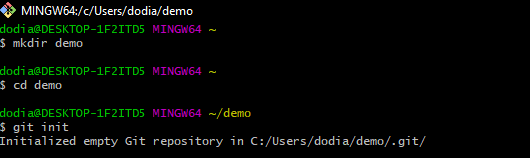 MINGW64:/c/Users/dodia/demo
dodia@DESKTOP-1F2ITD5 MINGW64 ~
$ mkdir demo
dodia@DESKTOP-1F2ITD5 MINGW64 ~
$ cd demo
dodia@DESKTOP-1F2ITD5 MINGW64 ~/demo
$ git init
Initialized empty Git repository in C:/Users/dodia/demo/.git/